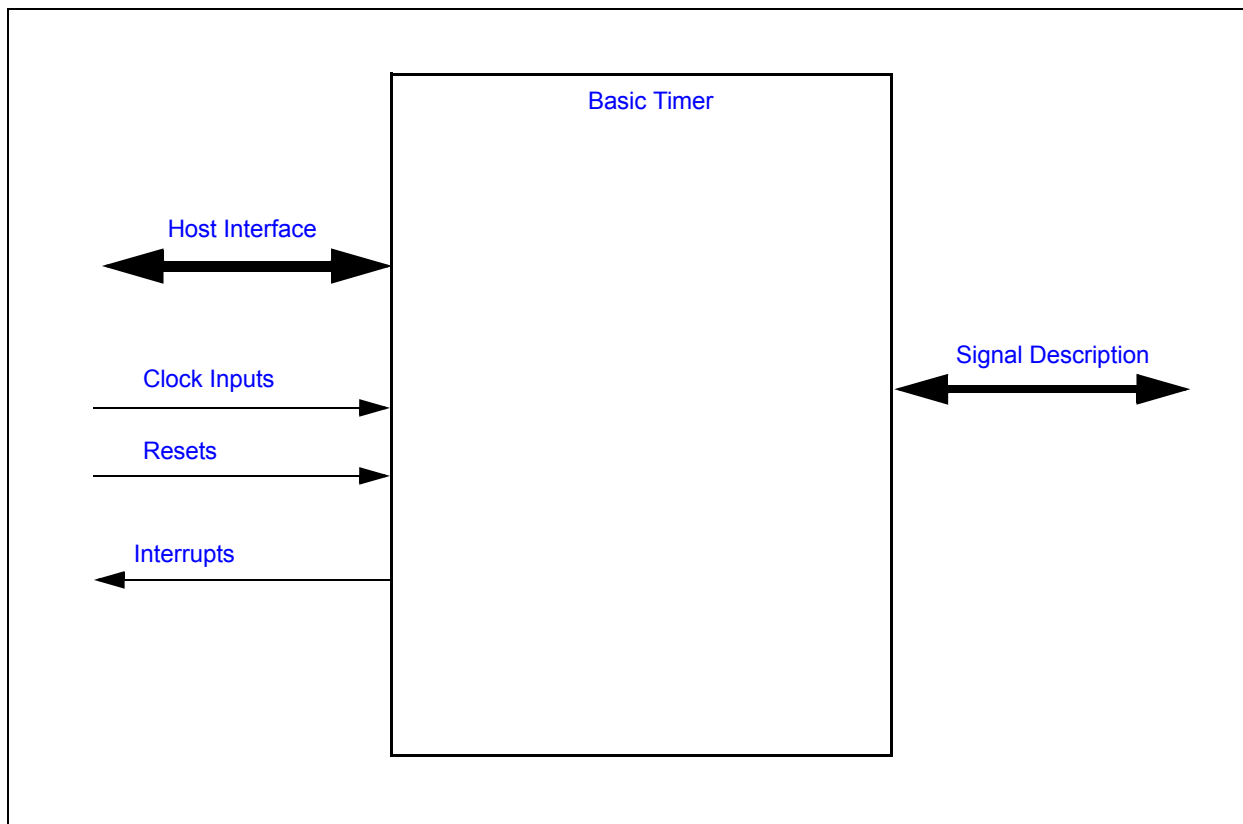 Basic Timer
Host Interface
Signal Description
Clock Inputs
Resets
Interrupts